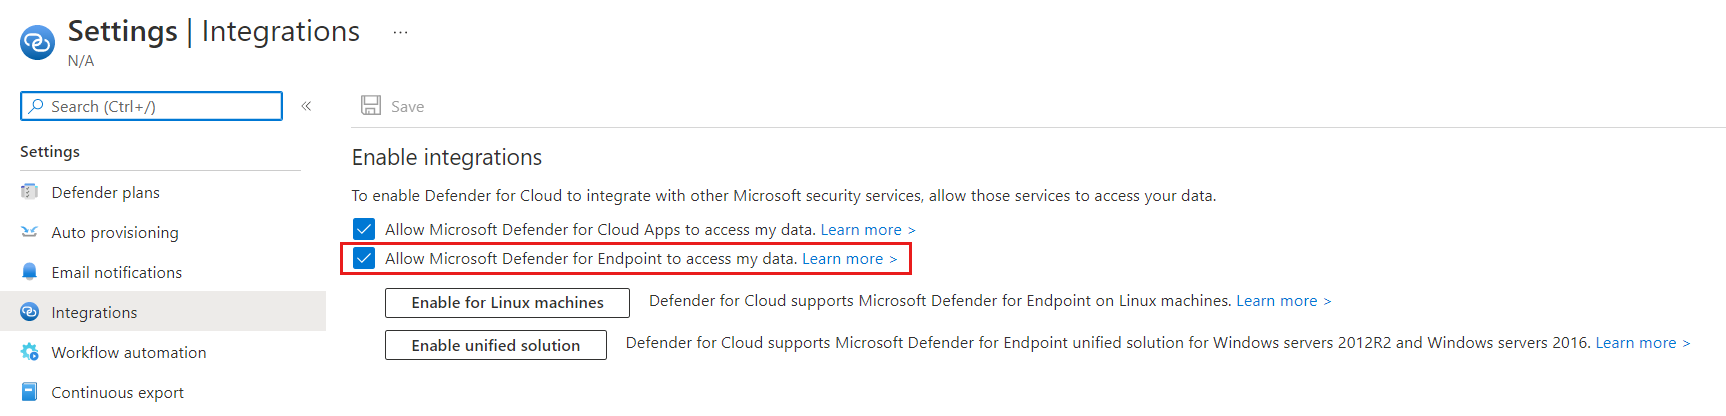 Settings | Integrations ...
N/A
Search (Ctrl+/) «
Save
Settings
Defender plans
Auto provisioning
Email notifications
Integrations
Workflow automation
Continuous export
Enable integrations
To enable Defender for Cloud to integrate with other Microsoft security services, allow those services to access your data.
Allow Microsoft Defender for Cloud Apps to access my data. Learn more >
Allow Microsoft Defender for Endpoint to access my data. Learn more >
Enable for Linux machines Defender for Cloud supports Microsoft Defender for Endpoint on Linux machines. Learn more >
Enable unified solution Defender for Cloud supports Microsoft Defender for Endpoint unified solution for Windows servers 2012R2 and Windows servers 2016. Learn more >